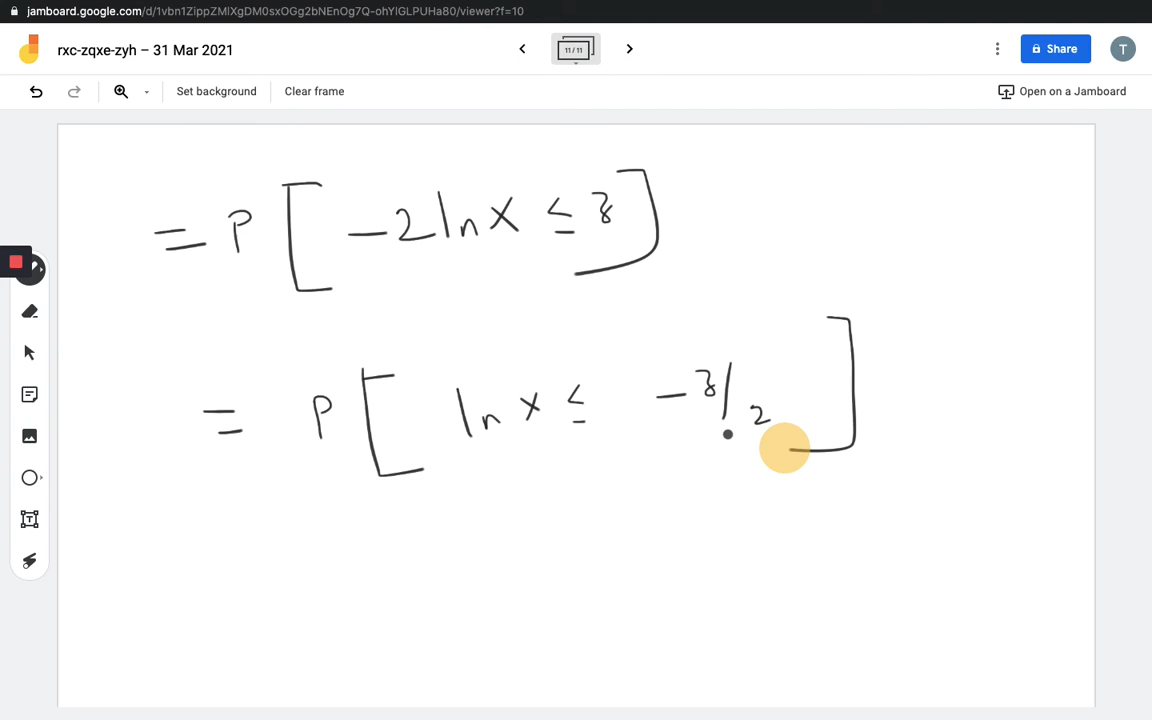 jamboard.google.com/d/1vbn1ZippZMlXgDM0sxOGg2bNEnOg7Q-ohYlGLPUHa80/viewer?f=10
rxc-zqxe-zyh – 31 Mar 2021
11 / 11
Share
T
Set background
Clear frame
Open on a Jamboard
= P [ -2 ln X ≤ 8 ]
= P [ ln x ≤ -8/2 ]